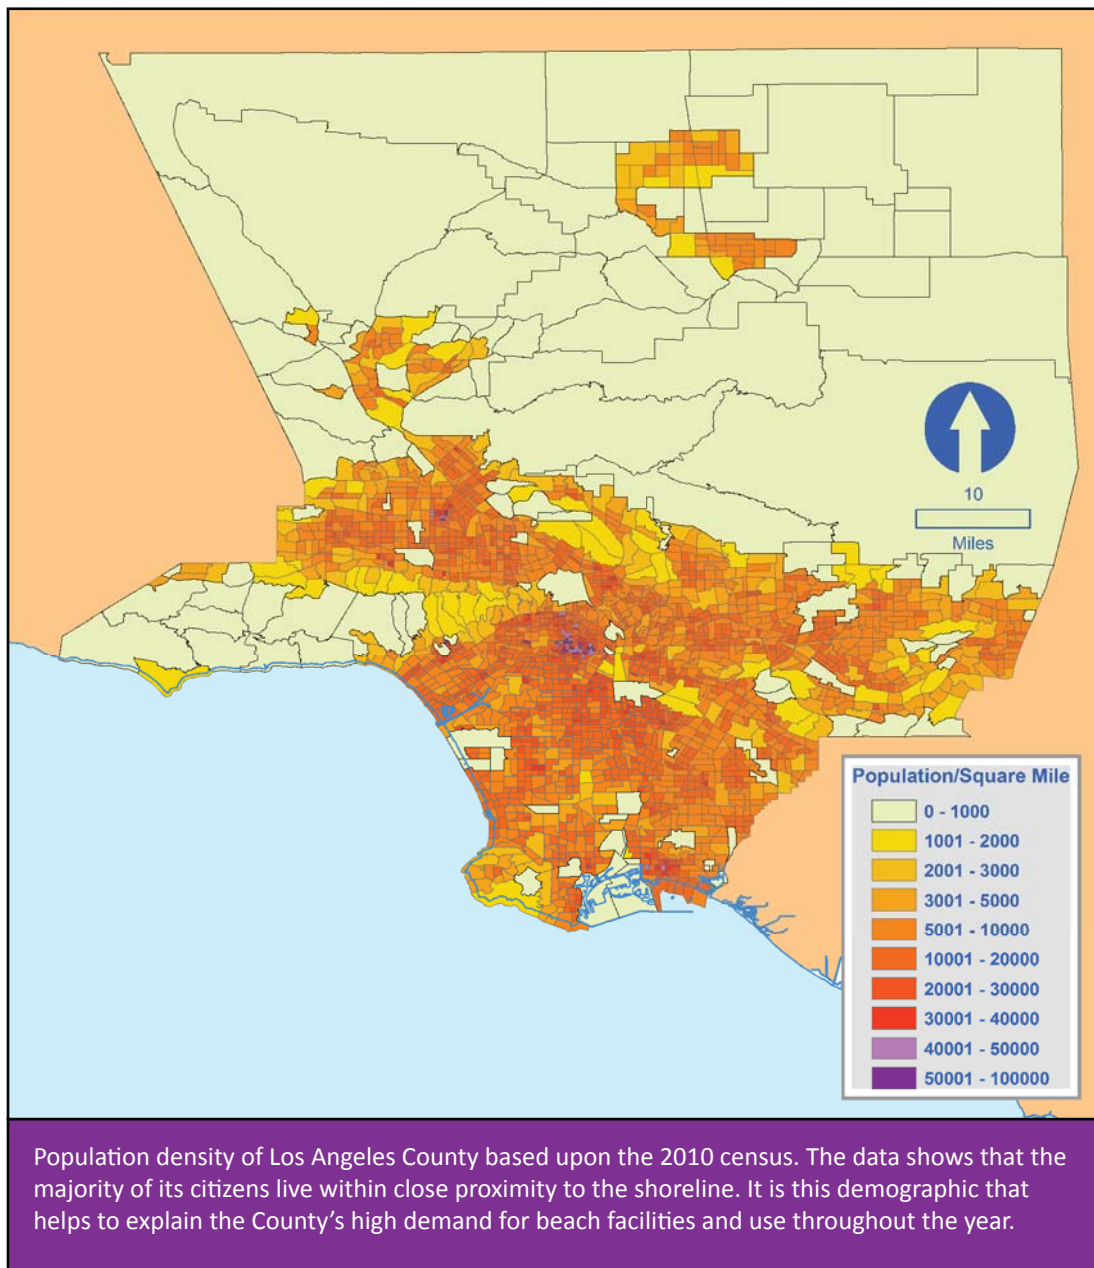 10
Miles
Population/Square Mile
0 - 1000
1001 - 2000
2001 - 3000
3001 - 5000
5001 - 10000
10001 - 20000
20001 - 30000
30001 - 40000
40001 - 50000
50001 - 100000
Population density of Los Angeles County based upon the 2010 census. The data shows that the
majority of its citizens live within close proximity to the shoreline. It is this demographic that
helps to explain the County's high demand for beach facilities and use throughout the year.